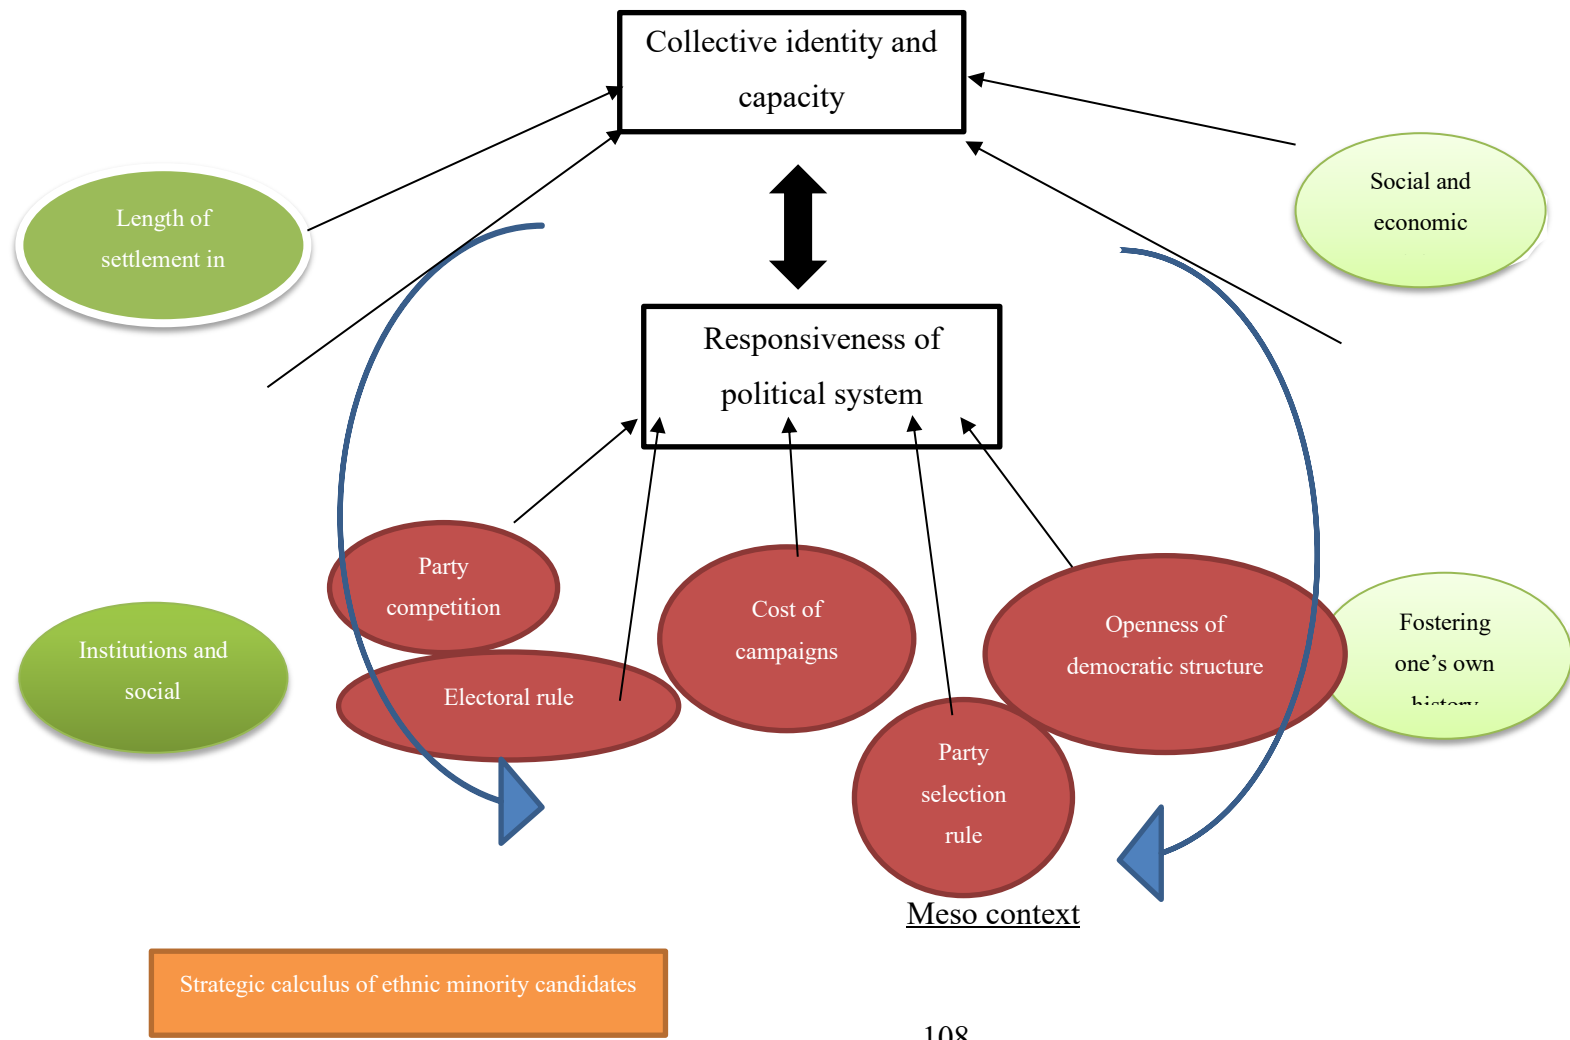 Collective identity and
capacity
Length of
settlement in
Social and
economic
Responsiveness of
political system
Party
competition
Cost of
campaigns
Openness of
democratic structure
Fostering
one’s own
history
Institutions and
social
Electoral rule
Party
selection
rule
Meso context
Strategic calculus of ethnic minority candidates
108